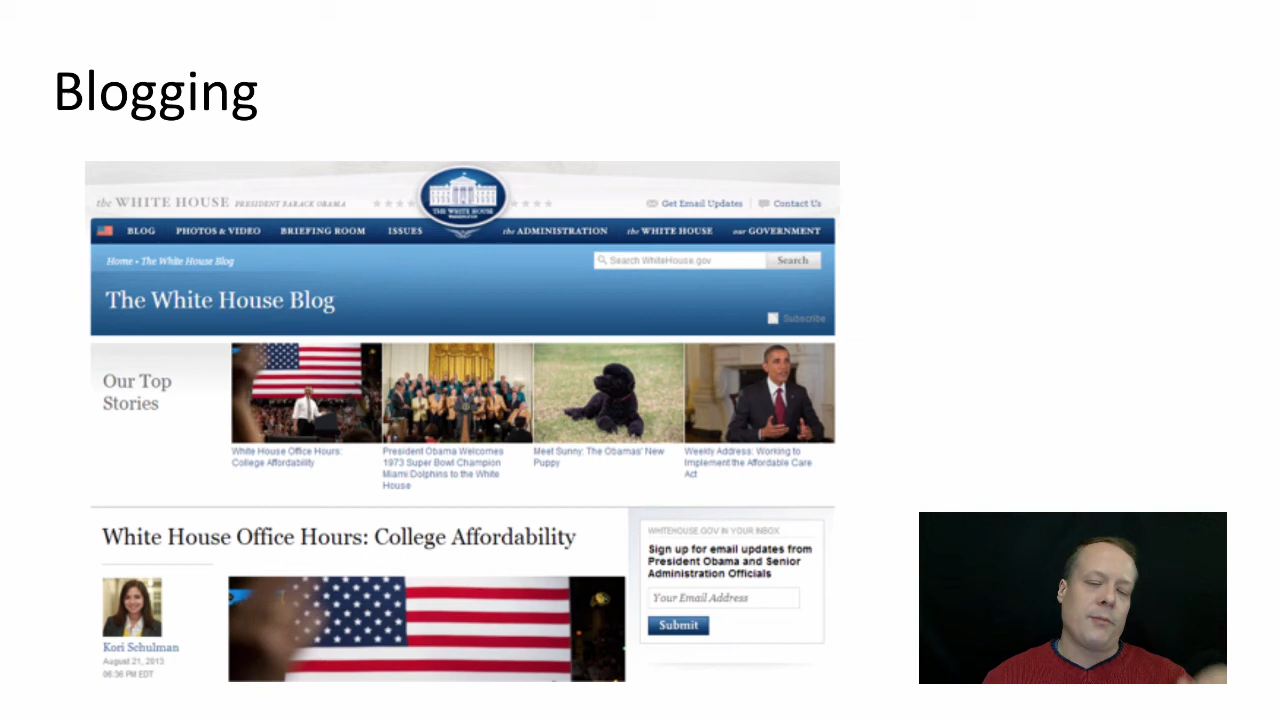 Blogging
the WHITE HOUSE PRESIDENT BARACK OBAMA
THE WHITE HOUSE
WASHINGTON
Get Email Updates
Contact Us
BLOG PHOTOS & VIDEO BRIEFING ROOM ISSUES the ADMINISTRATION the WHITE HOUSE our GOVERNMENT
Home • The White House Blog
Search WhiteHouse.gov
Search
The White House Blog
Subscribe
Our Top
Stories
White House Office Hours:
College Affordability
President Obama Welcomes
1973 Super Bowl Champion
Miami Dolphins to the White
House
Meet Sunny: The Obamas' New
Puppy
Weekly Address: Working to
Implement the Affordable Care
Act
White House Office Hours: College Affordability
Kori Schulman
August 21, 2013
06:36 PM EDT
WHITEHOUSE.GOV IN YOUR INBOX
Sign up for email updates from
President Obama and Senior
Administration Officials
Your Email Address
Submit